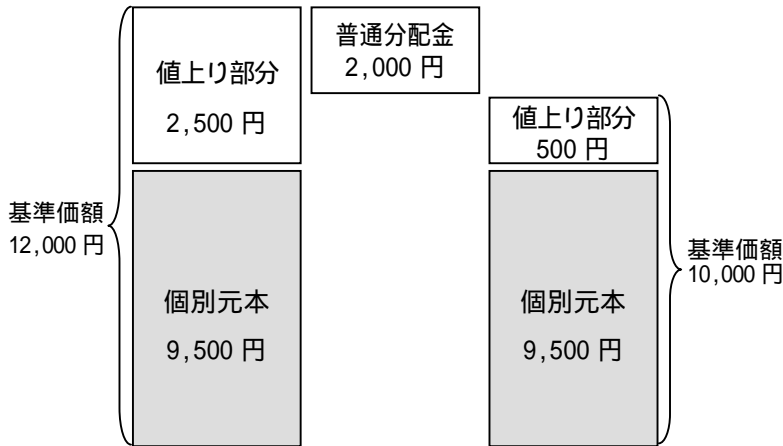 普通分配金
2,000 円
値上り部分
2,500 円
値上り部分
500 円
基準価額
12,000 円
基準価額
10,000 円
個別元本
9,500 円
個別元本
9,500 円